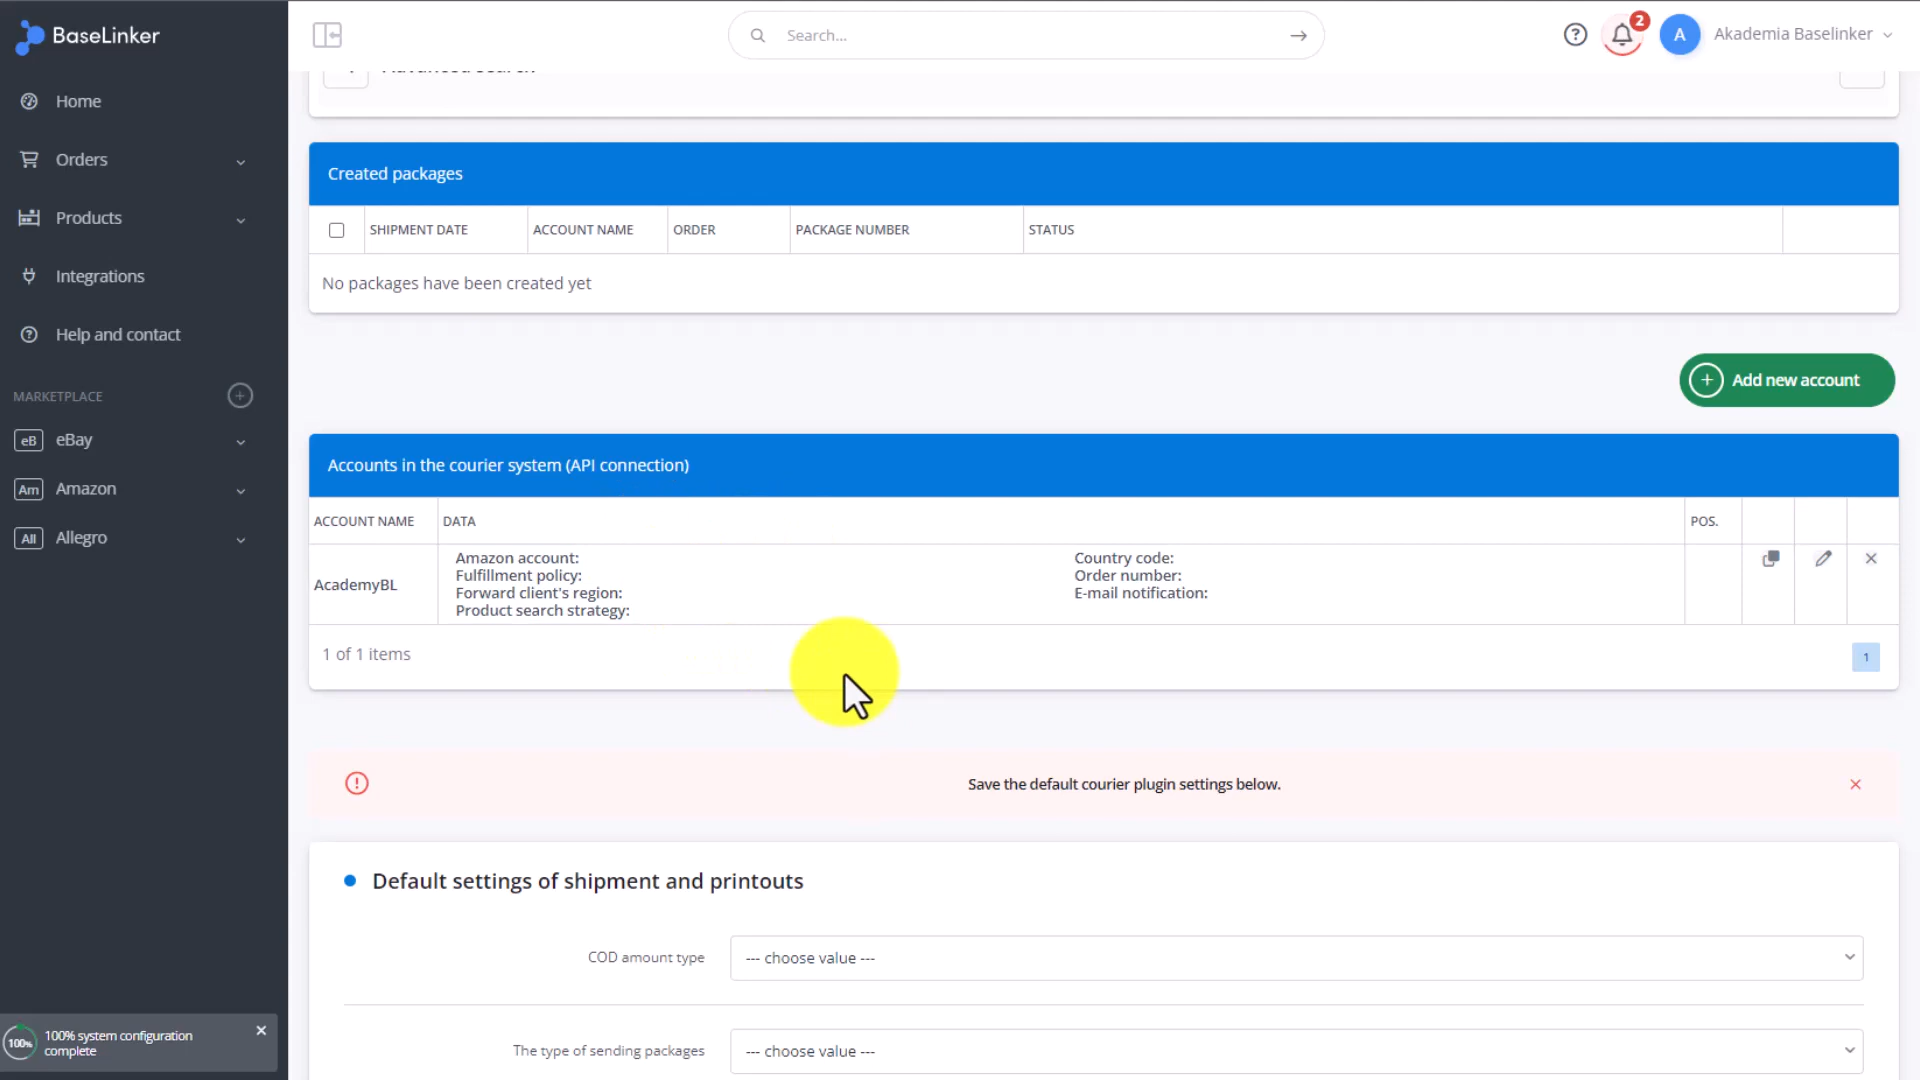 BaseLinker
Search...
2
A
Akademia Baselinker
Home
Orders
Products
Integrations
Help and contact
MARKETPLACE
eB eBay
Am Amazon
All Allegro
100% 100% system configuration
complete
Advanced search
Created packages
SHIPMENT DATE ACCOUNT NAME ORDER PACKAGE NUMBER STATUS
No packages have been created yet
Add new account
Accounts in the courier system (API connection)
ACCOUNT NAME DATA POS.
AcademyBL
Amazon account:
Fulfillment policy:
Forward client's region:
Product search strategy:
Country code:
Order number:
E-mail notification:
1 of 1 items
1
Save the default courier plugin settings below.
Default settings of shipment and printouts
COD amount type --- choose value ---
The type of sending packages --- choose value ---